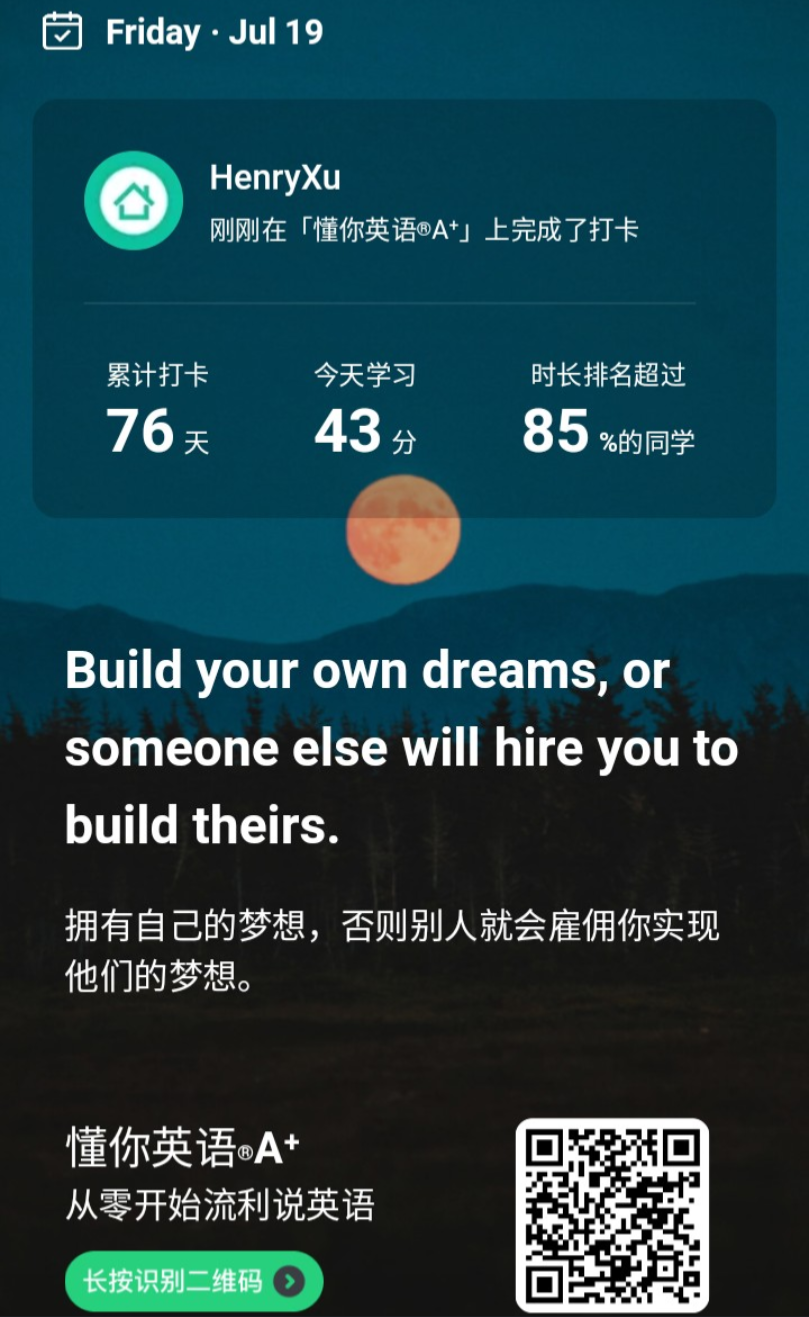 Friday · Jul 19
HenryXu
刚刚在「懂你英语®A⁺」上完成了打卡
累计打卡 今天学习 时长排名超过
76 天 43 分 85 %的同学
Build your own dreams, or
someone else will hire you to
build theirs.
拥有自己的梦想，否则别人就会雇佣你实现
他们的梦想。
懂你英语®A⁺
从零开始流利说英语
长按识别二维码